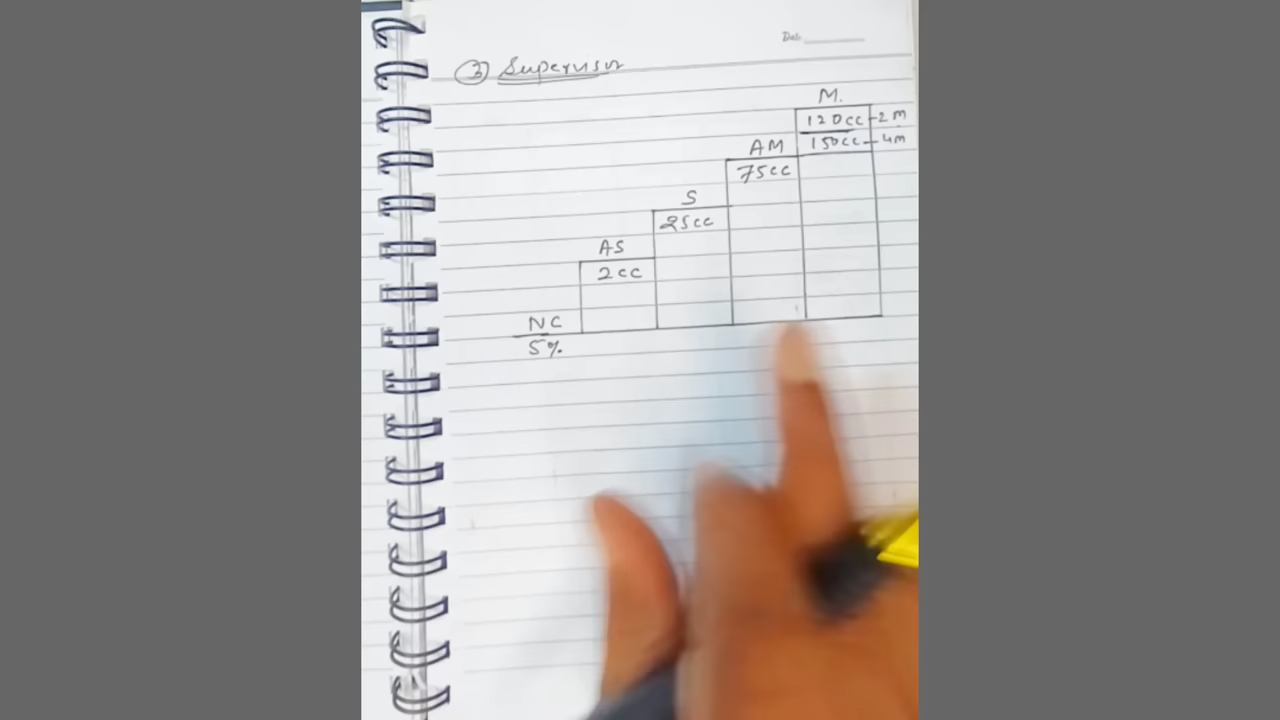 Date
③ Supervisor
M.
120cc - 2M
150cc - 4M
AM
75cc
S
25cc
AS
2cc
NC
5%